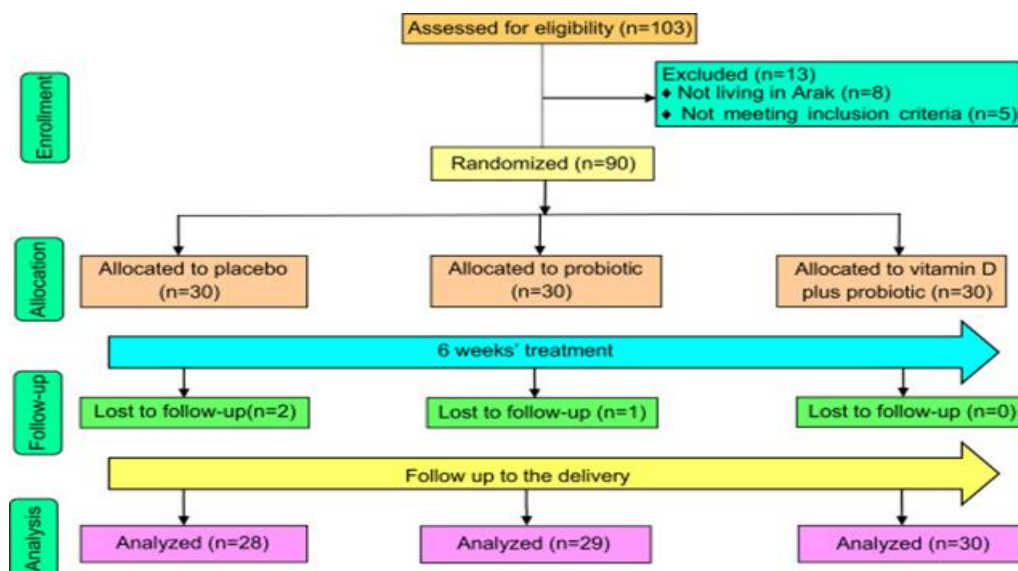 Assessed for eligibility (n=103)
Enrollment
Excluded (n=13)
♦ Not living in Arak (n=8)
♦ Not meeting inclusion criteria (n=5)
Randomized (n=90)
Allocation
Allocated to placebo
(n=30)
Allocated to probiotic
(n=30)
Allocated to vitamin D
plus probiotic (n=30)
6 weeks' treatment
Follow-up
Lost to follow-up(n=2)
Lost to follow-up (n=1)
Lost to follow-up (n=0)
Follow up to the delivery
Analysis
Analyzed (n=28)
Analyzed (n=29)
Analyzed (n=30)